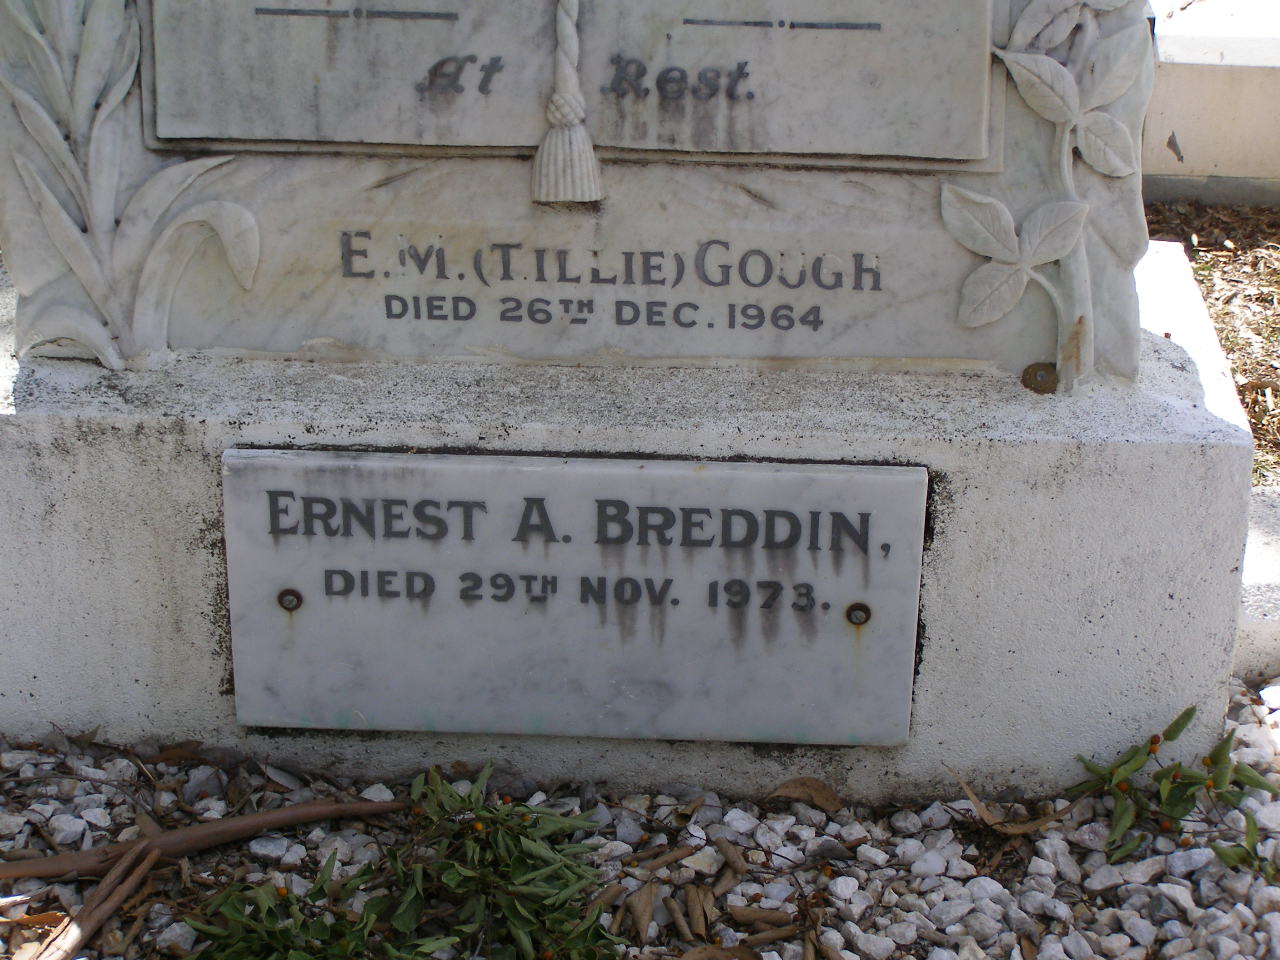 At Rest.
E. M. (TILLIE) GOUGH
DIED 26TH DEC. 1964
ERNEST A. BREDDIN,
DIED 29TH NOV. 1973.